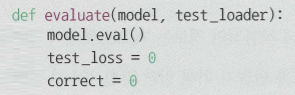 def evaluate(model, test_loader):
    model.eval()
    test_loss = 0
    correct = 0